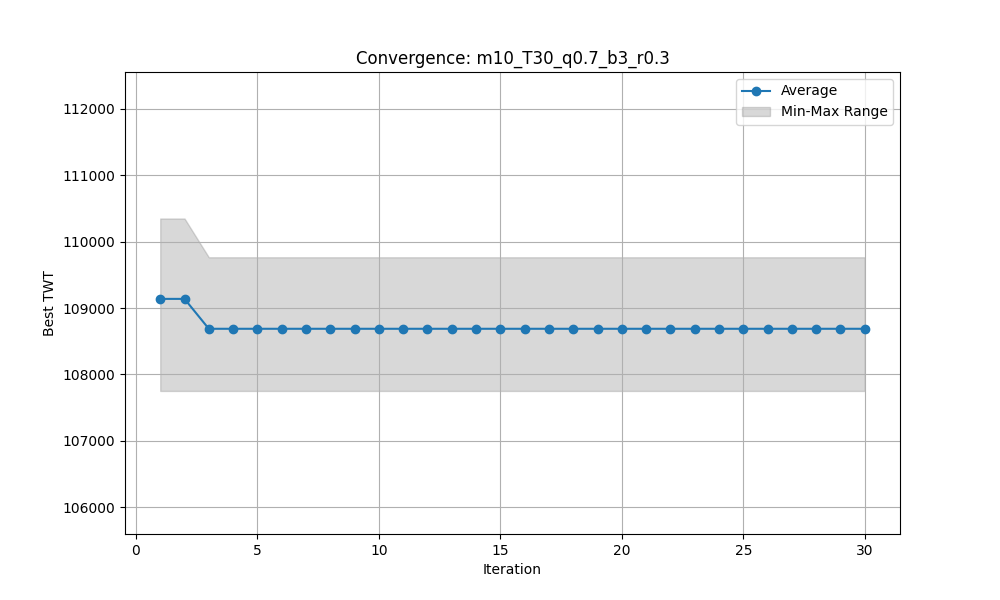 Convergence: m10_T30_q0.7_b3_r0.3
Average
Min-Max Range
Best TWT
112000
111000
110000
109000
108000
107000
106000
0 5 10 15 20 25 30
Iteration